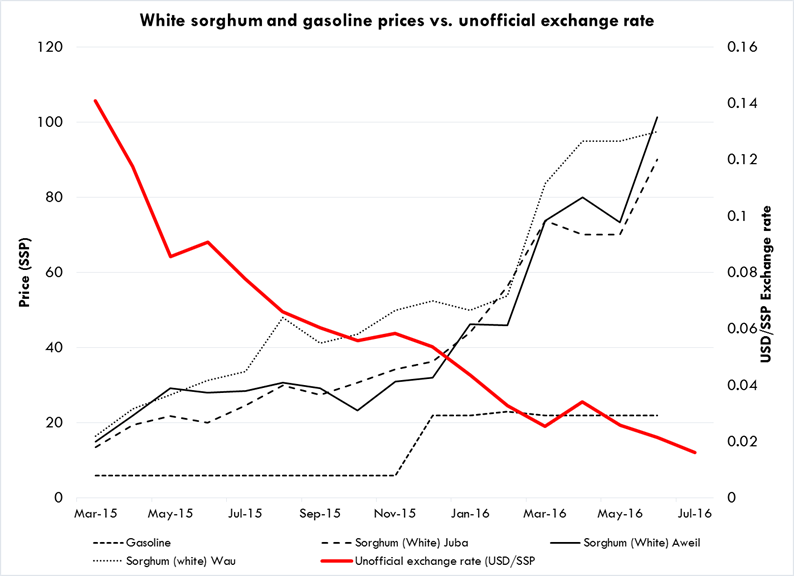 White sorghum and gasoline prices vs. unofficial exchange rate
120
100
80
60
40
20
0
Price (SSP)
0.16
0.14
0.12
0.1
0.08
0.06
0.04
0.02
0
USD/SSP Exchange rate
Mar-15 May-15 Jul-15 Sep-15 Nov-15 Jan-16 Mar-16 May-16 Jul-16
Gasoline Sorghum (White) Juba Sorghum (White) Aweil
Sorghum (white) Wau Unofficial exchange rate (USD/SSP